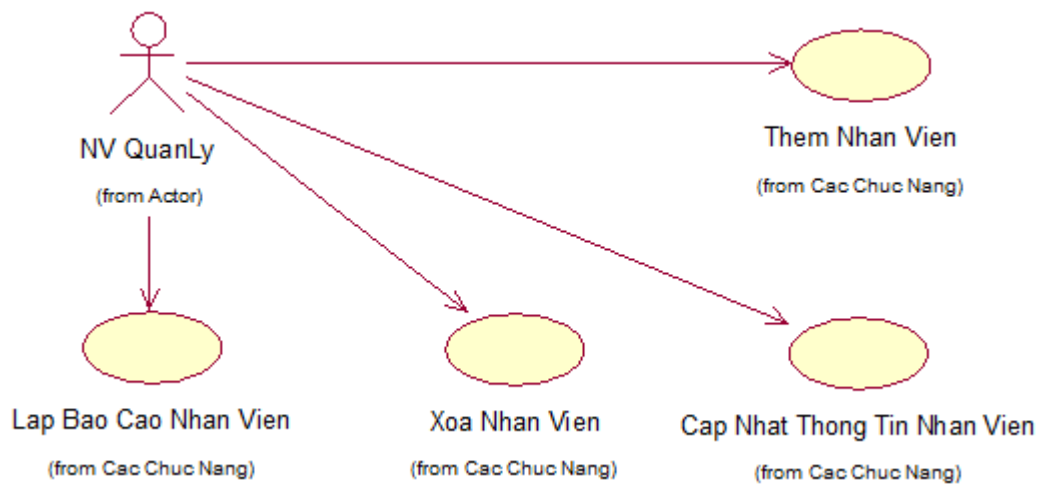 NV QuanLy
(from Actor)
Them Nhan Vien
(from Cac Chuc Nang)
Lap Bao Cao Nhan Vien
(from Cac Chuc Nang)
Xoa Nhan Vien
(from Cac Chuc Nang)
Cap Nhat Thong Tin Nhan Vien
(from Cac Chuc Nang)